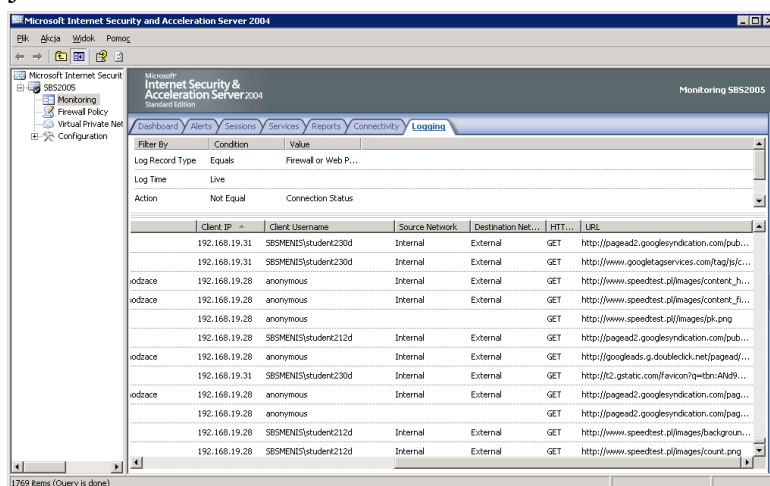 Microsoft Internet Security and Acceleration Server 2004
Plik Akcja Widok Pomoc
Microsoft Internet Securit
SBS2005
Monitoring
Firewall Policy
Virtual Private Net
Configuration
Microsoft
Internet Security &
Acceleration Server 2004
Standard Edition
Monitoring SBS2005
Dashboard Alerts Sessions Services Reports Connectivity Logging
Filter By Condition Value
Log Record Type Equals Firewall or Web P...
Log Time Live
Action Not Equal Connection Status
Client IP Client Username Source Network Destination Net... HTT... URL
192.168.19.31 SBSMENIS\student230d Internal External GET http://pagead2.googlesyndication.com/pub...
192.168.19.31 SBSMENIS\student230d Internal External GET http://www.googletagservices.com/tag/js/c...
nodzace 192.168.19.28 anonymous Internal External GET http://www.speedtest.pl/images/content_h...
nodzace 192.168.19.28 anonymous Internal External GET http://www.speedtest.pl/images/content_fi...
192.168.19.28 anonymous GET http://www.speedtest.pl//images/pk.png
192.168.19.28 SBSMENIS\student212d Internal External GET http://pagead2.googlesyndication.com/pub...
nodzace 192.168.19.28 anonymous Internal External GET http://googleads.g.doubleclick.net/pagead/...
192.168.19.31 SBSMENIS\student230d Internal External GET http://t2.gstatic.com/favicon?q=tbn:ANd9...
nodzace 192.168.19.28 anonymous Internal External GET http://pagead2.googlesyndication.com/pag...
192.168.19.28 anonymous Internal External GET http://pagead2.googlesyndication.com/pag...
192.168.19.28 SBSMENIS\student212d Internal External GET http://www.speedtest.pl/images/backgroun...
192.168.19.28 SBSMENIS\student212d Internal External GET http://www.speedtest.pl/images/count.png
1769 items (Query is done)